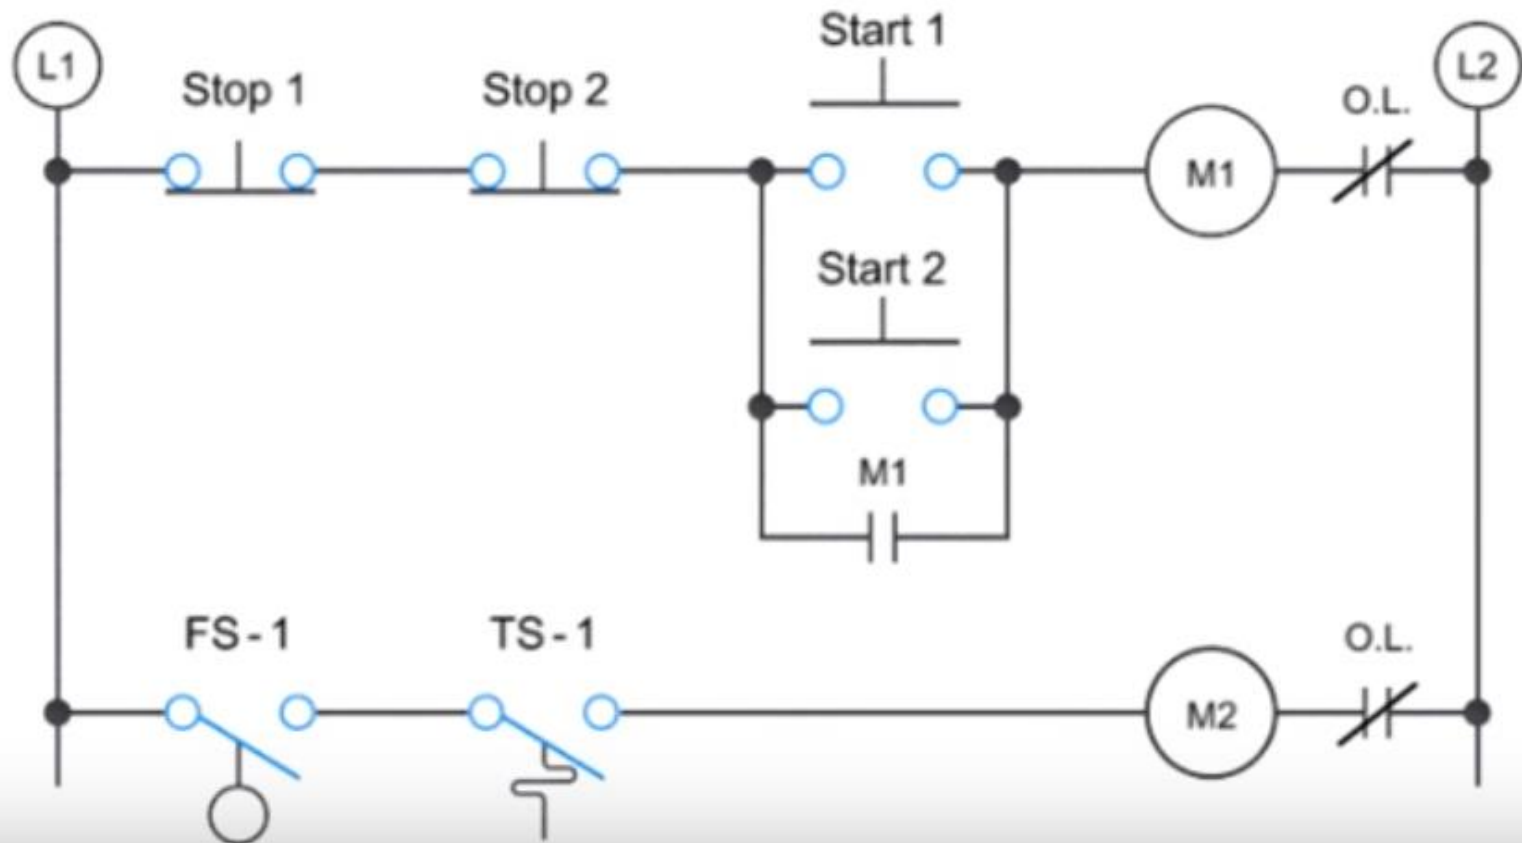 Start 1
L1
L2
Stop 1
Stop 2
O.L.
M1
Start 2
M1
FS - 1
TS - 1
O.L.
M2